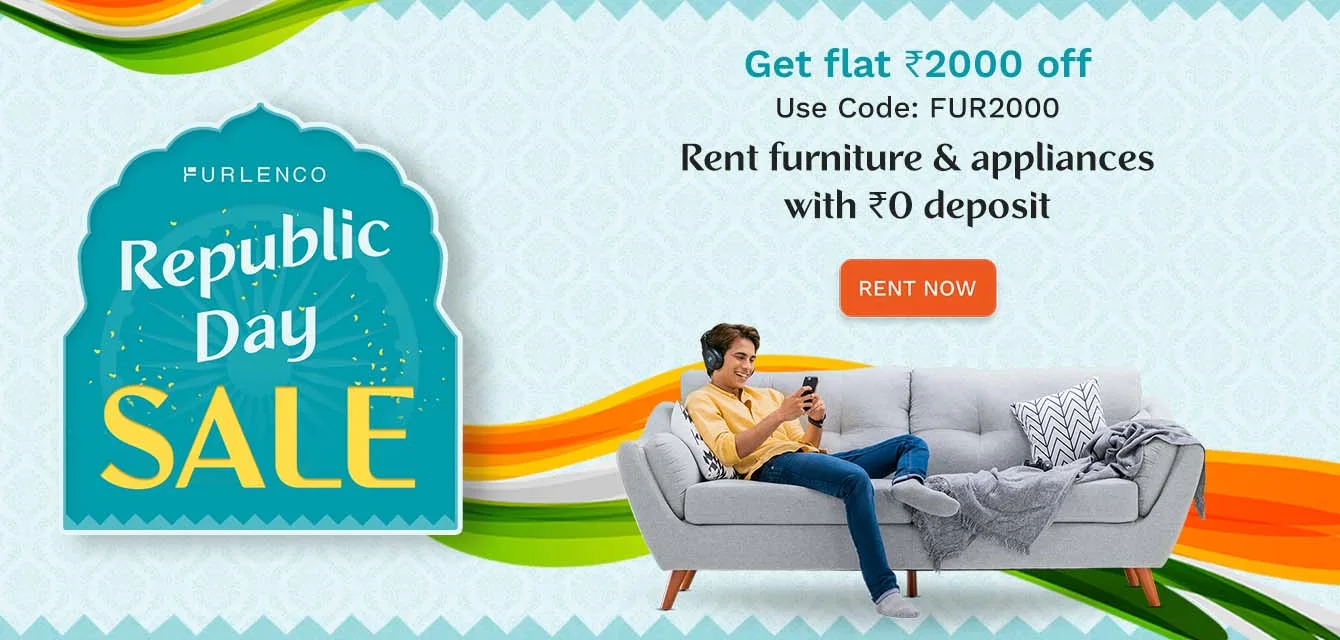 FURLENCO
Republic
Day
SALE
Get flat ₹2000 off
Use Code: FUR2000
Rent furniture & appliances
with ₹0 deposit
RENT NOW